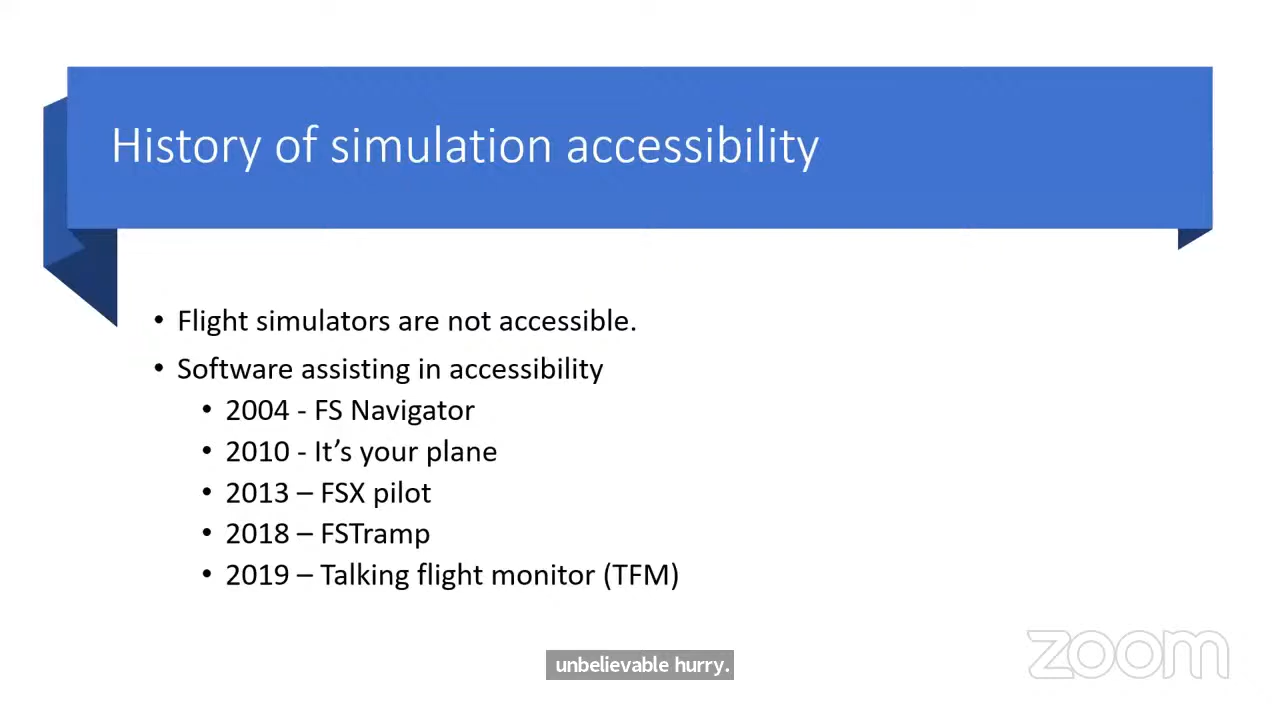 History of simulation accessibility
• Flight simulators are not accessible.
• Software assisting in accessibility
• 2004 - FS Navigator
• 2010 - It’s your plane
• 2013 – FSX pilot
• 2018 – FSTramp
• 2019 – Talking flight monitor (TFM)
unbelievable hurry.
zoom